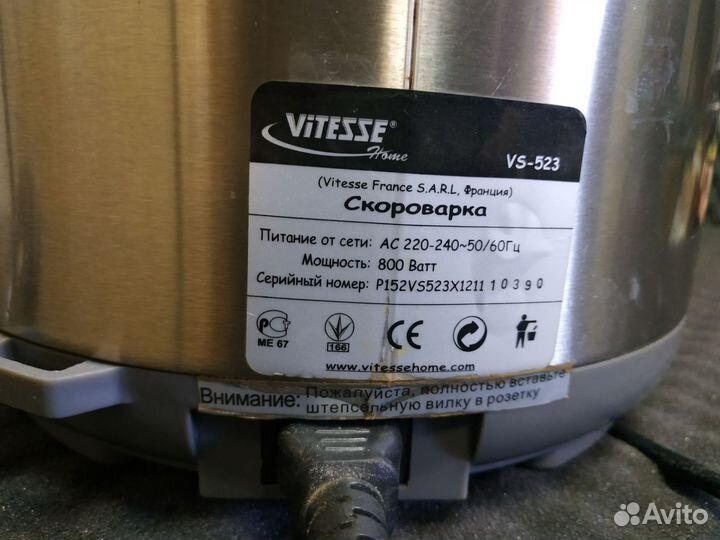 ViTESSE®
Home
VS-523
(Vitesse France S.A.R.L, Франция)
Скороварка
Питание от сети: AC 220-240~50/60Гц
Мощность: 800 Ватт
Серийный номер: P152VS523X1211 1 0 3 9 0
РС
МЕ 67
166
CE
www.vitessehome.com
Внимание: Пожалуйста, полностью вставьте
штепсельную вилку в розетку
Avito